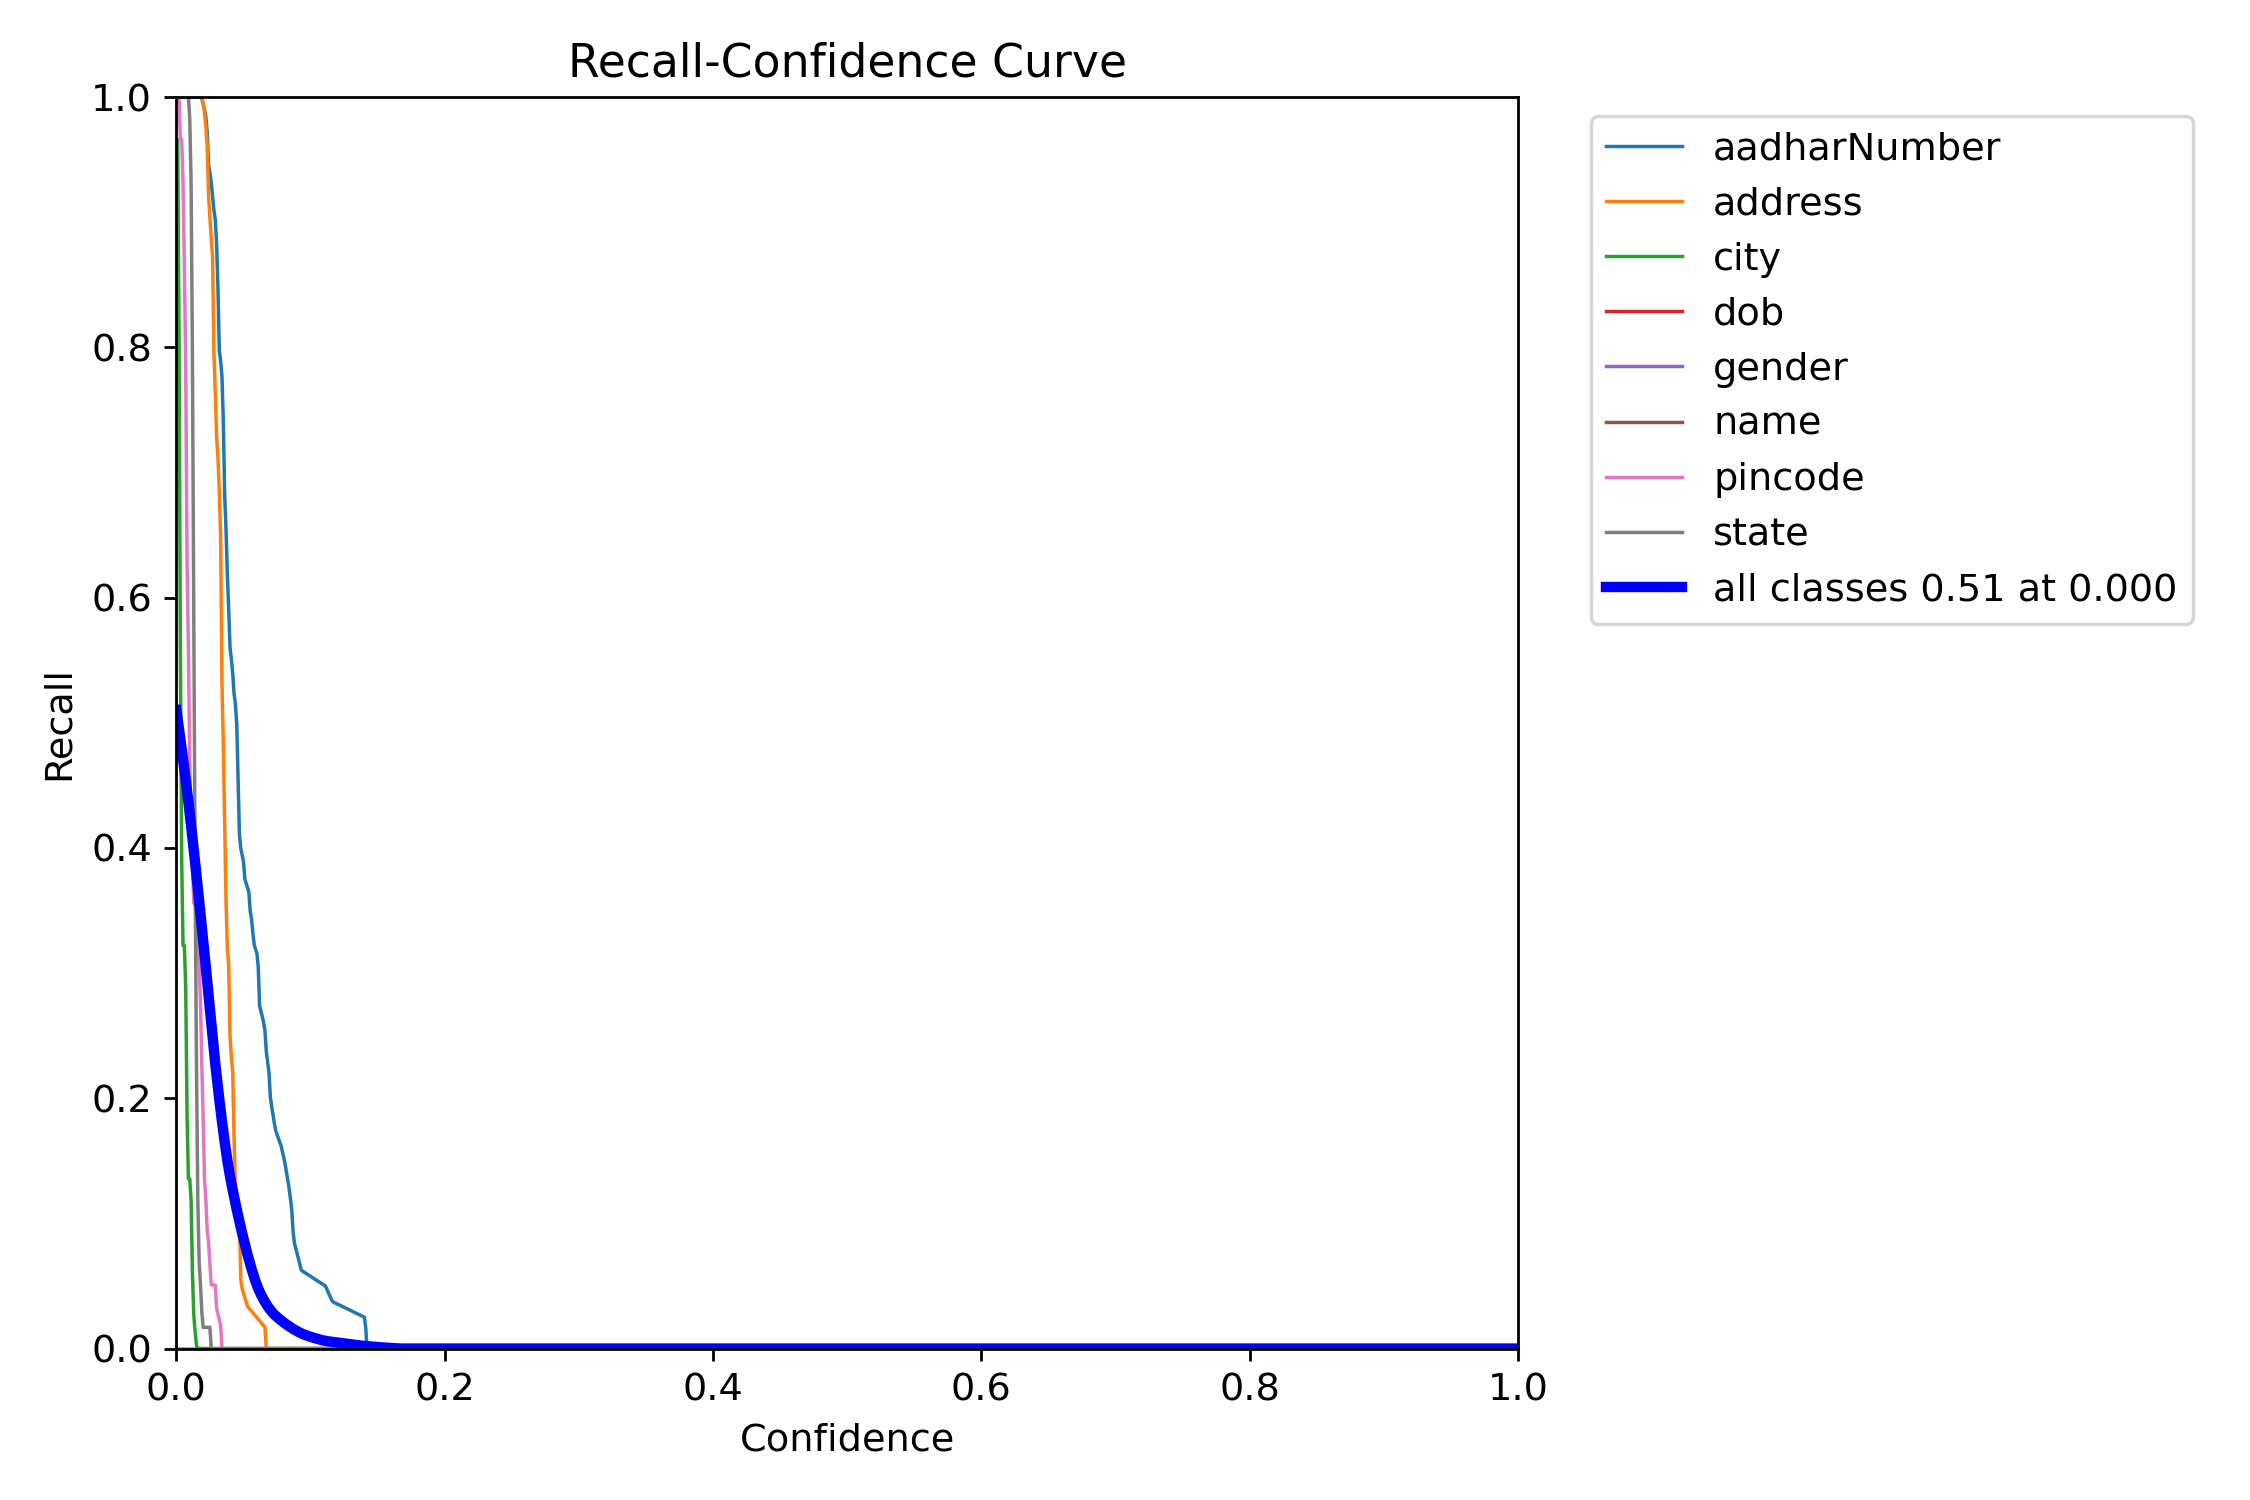 Recall-Confidence Curve
1.0
0.8
0.6
0.4
0.2
0.0
Recall
0.0 0.2 0.4 0.6 0.8 1.0
Confidence
aadharNumber
address
city
dob
gender
name
pincode
state
all classes 0.51 at 0.000